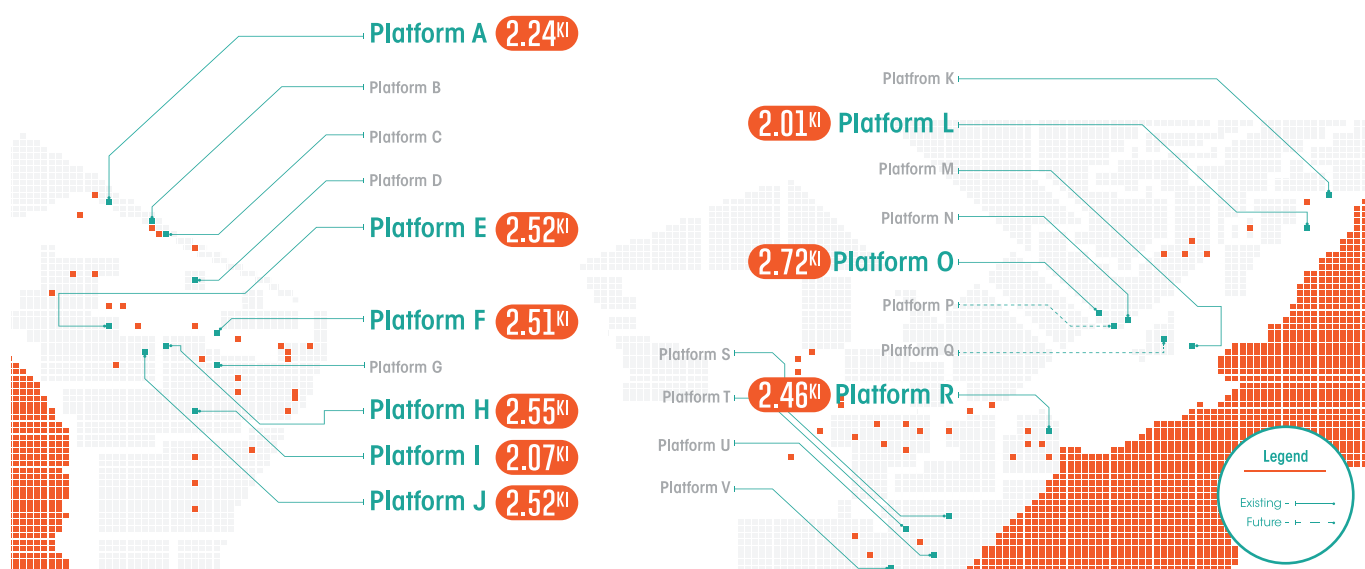 Platform A 2.24KI
Platform B
Platform C
Platform D
Platform E 2.52KI
Platform F 2.51KI
Platform G
Platform H 2.55KI
Platform I 2.07KI
Platform J 2.52KI
Platfrom K
2.01KI Platform L
Platform M
Platform N
2.72KI Platform O
Platform P
Platform Q
Platform S
2.46KI Platform R
Platform T
Platform U
Platform V
Legend
Existing -
Future -